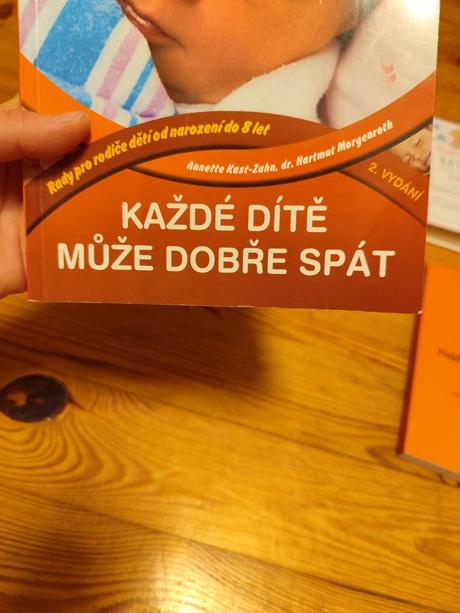 Rady pro rodiče dětí od narození do 8 let
Annette Kast-Zahn, dr. Hartmut Morgenroth
2. VYDÁNÍ
KAŽDÉ DÍTĚ
MŮŽE DOBŘE SPÁT